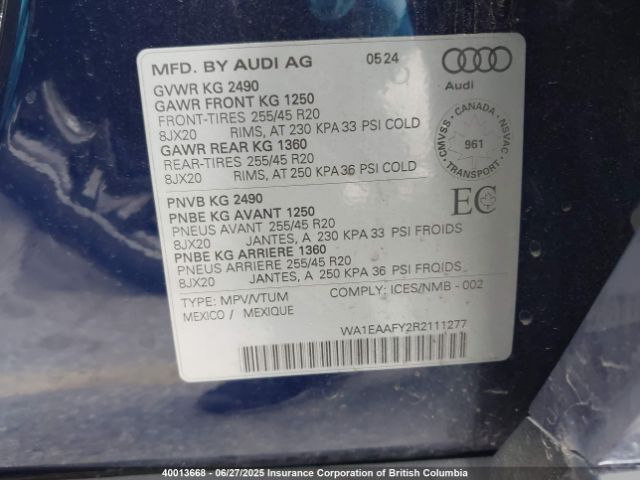 MFD. BY AUDI AG 05 24
Audi
GVWR KG 2490
GAWR FRONT KG 1250
FRONT-TIRES 255/45 R20
8JX20 RIMS, AT 230 KPA 33 PSI COLD
GAWR REAR KG 1360
REAR-TIRES 255/45 R20
8JX20 RIMS, AT 250 KPA 36 PSI COLD
CMVSS - CANADA - NSVAC
961
TRANSPORT
PNVB KG 2490
PNBE KG AVANT 1250
PNEUS AVANT 255/45 R20
8JX20 JANTES, A 230 KPA 33 PSI FROIDS
PNBE KG ARRIERE 1360
PNEUS ARRIERE 255/45 R20
8JX20 JANTES, A 250 KPA 36 PSI FROIDS
EC
TYPE: MPV/VTUM COMPLY: ICES/NMB - 002
MEXICO / MEXIQUE
WA1EAAFY2R2111277
40013668 - 06/27/2025 Insurance Corporation of British Columbia